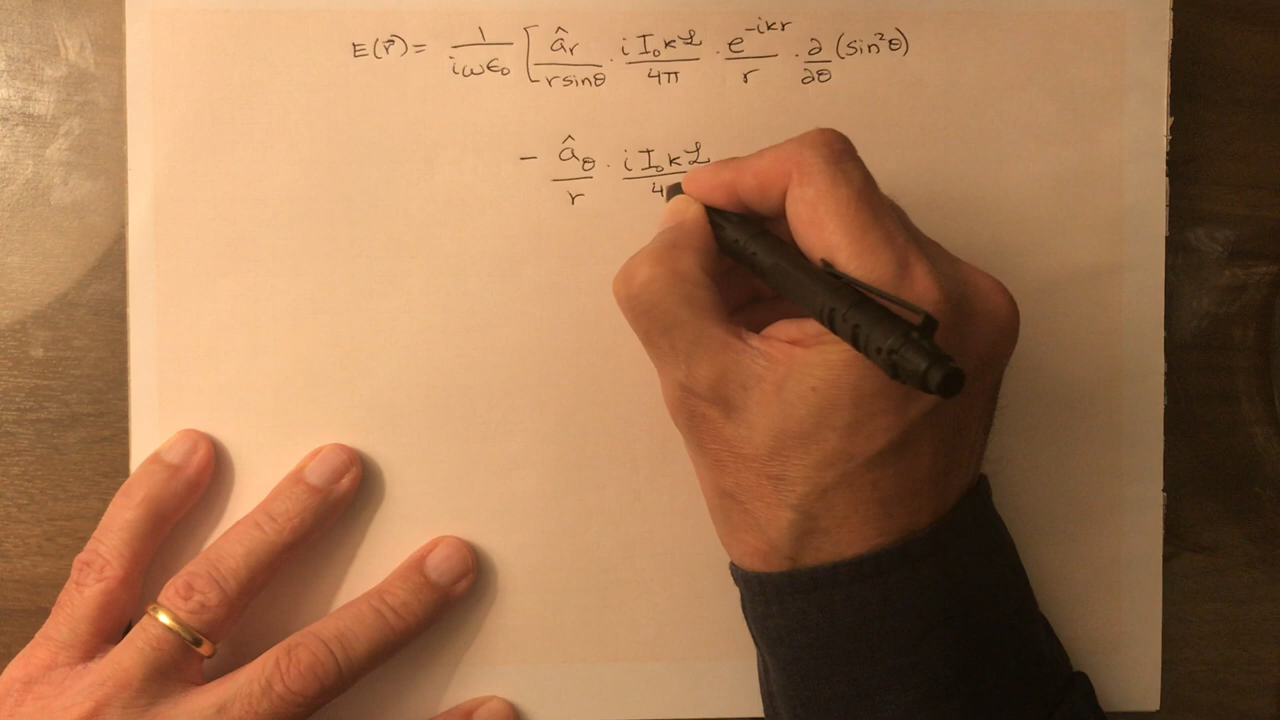 E(r⃗) = 1/(iωϵ₀) [ â_r/(r sinθ) · i I₀ k ℒ/(4π) · e^{-ikr}/r · ∂/∂θ (sin²θ)
− â_θ/r · i I₀ k ℒ/4